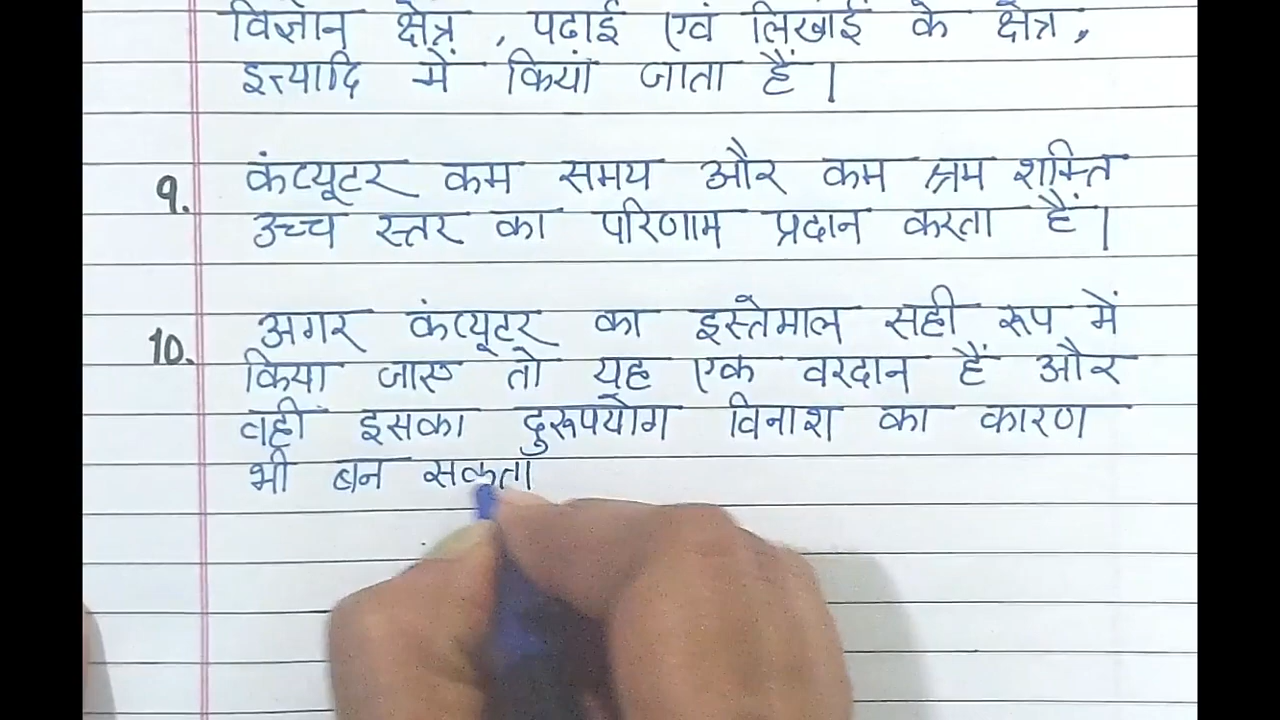 विज्ञान क्षेत्र , पढाई एवं लिखाई के क्षेत्र ,
इत्यादि में कियां जाता हैं |
9. कंप्यूटर कम समय और कम श्रम शक्ति
उच्च स्तर का परिणाम प्रदान करता हैं |
10. अगर कंप्यूटर का इस्तेमाल सही रूप में
किया जाए तो यह एक वरदान हैं और
वहीं इसका दुरूपयोग विनाश का कारण
भी बन सकता